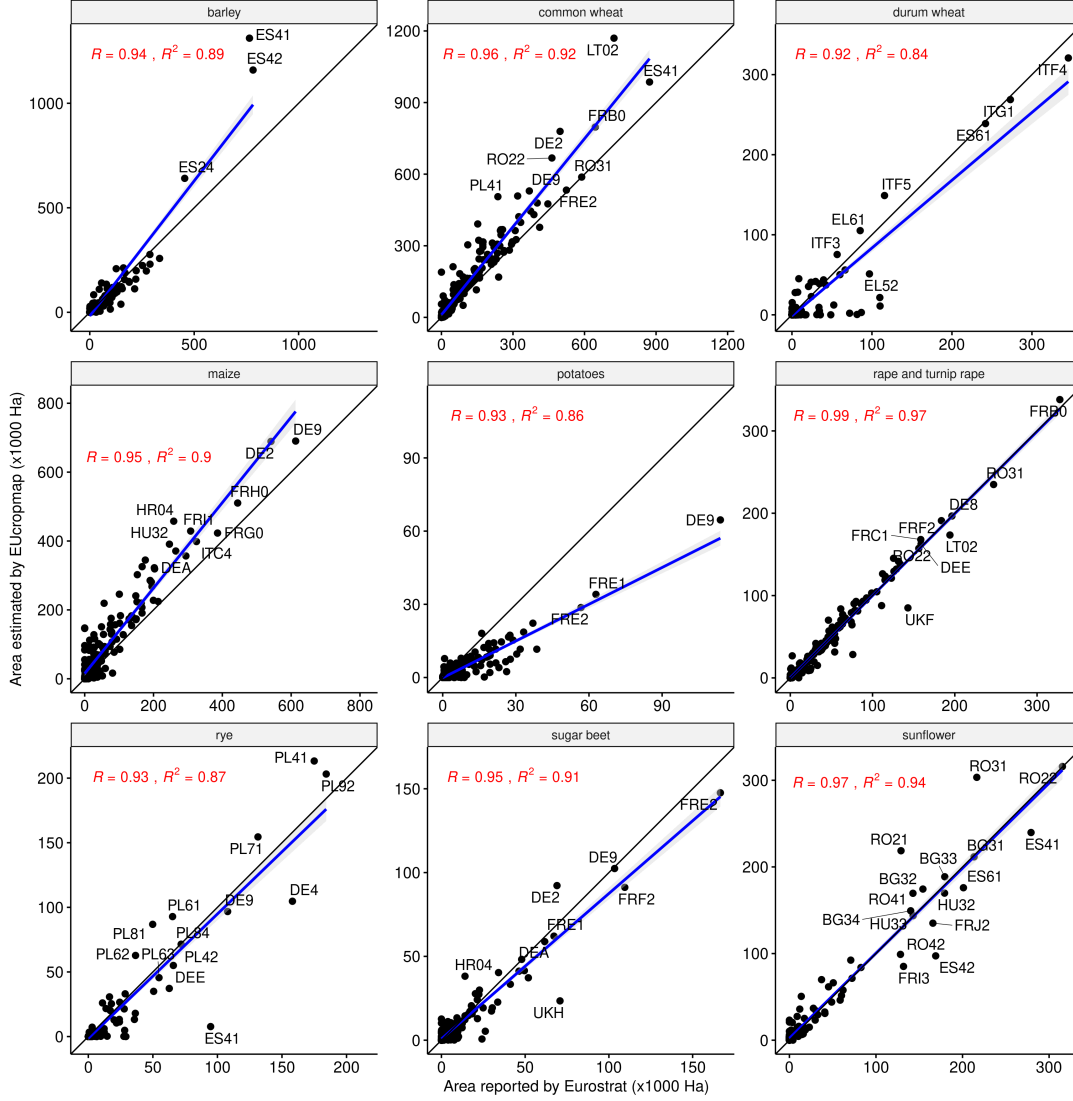 barley
common wheat
durum wheat
R = 0.94 , R² = 0.89
ES41
ES42
ES24
1000
500
0
0
500
1000
R = 0.96 , R² = 0.92
LT02
ES41
FRB0
DE2
RO22
RO31
DE9
PL41
FRE2
1200
900
600
300
0
0
300
600
900
1200
R = 0.92 , R² = 0.84
ITF4
ITG1
ES61
ITF5
EL61
ITF3
EL52
300
200
100
0
0
100
200
300
maize
potatoes
rape and turnip rape
R = 0.95 , R² = 0.9
DE9
DE2
FRH0
HR04
FRI1
HU32
FRG0
ITC4
DEA
800
600
400
200
0
0
200
400
600
800
R = 0.93 , R² = 0.86
DE9
FRE1
FRE2
90
60
30
0
0
30
60
90
R = 0.99 , R² = 0.97
FRB0
RO31
DE8
FRF2
FRC1
LT02
RO22
DEE
UKF
300
200
100
0
0
100
200
300
rye
sugar beet
sunflower
R = 0.93 , R² = 0.87
PL41
PL92
PL71
DE4
DE9
PL61
PL81
PL84
PL62
PL63
PL42
DEE
ES41
200
150
100
50
0
0
50
100
150
200
R = 0.95 , R² = 0.91
FRE2
DE9
DE2
FRF2
FRE1
DEA
HR04
UKH
150
100
50
0
0
50
100
150
R = 0.97 , R² = 0.94
RO31
RO22
ES41
RO21
BG31
BG33
BG32
ES61
RO41
HU32
BG34
HU33
FRJ2
RO42
ES42
FRI3
300
200
100
0
0
100
200
300
Area estimated by EUcropmap (x1000 Ha)
Area reported by Eurostrat (x1000 Ha)